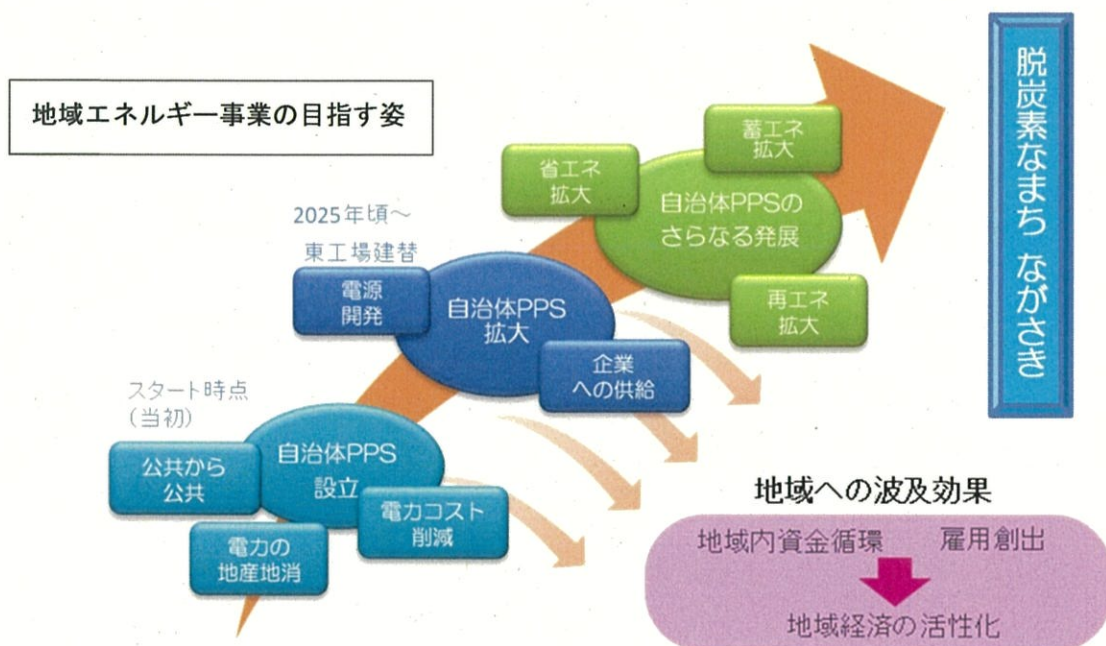 地域エネルギー事業の目指す姿
脱炭素なまち ながさき
蓄エネ
拡大
省エネ
拡大
自治体PPSの
さらなる発展
再エネ
拡大
2025年頃～
東工場建替
電源
開発
自治体PPS
拡大
企業
への供給
スタート時点
(当初)
公共から
公共
自治体PPS
設立
電力コスト
削減
電力の
地産地消
地域への波及効果
地域内資金循環 雇用創出
地域経済の活性化